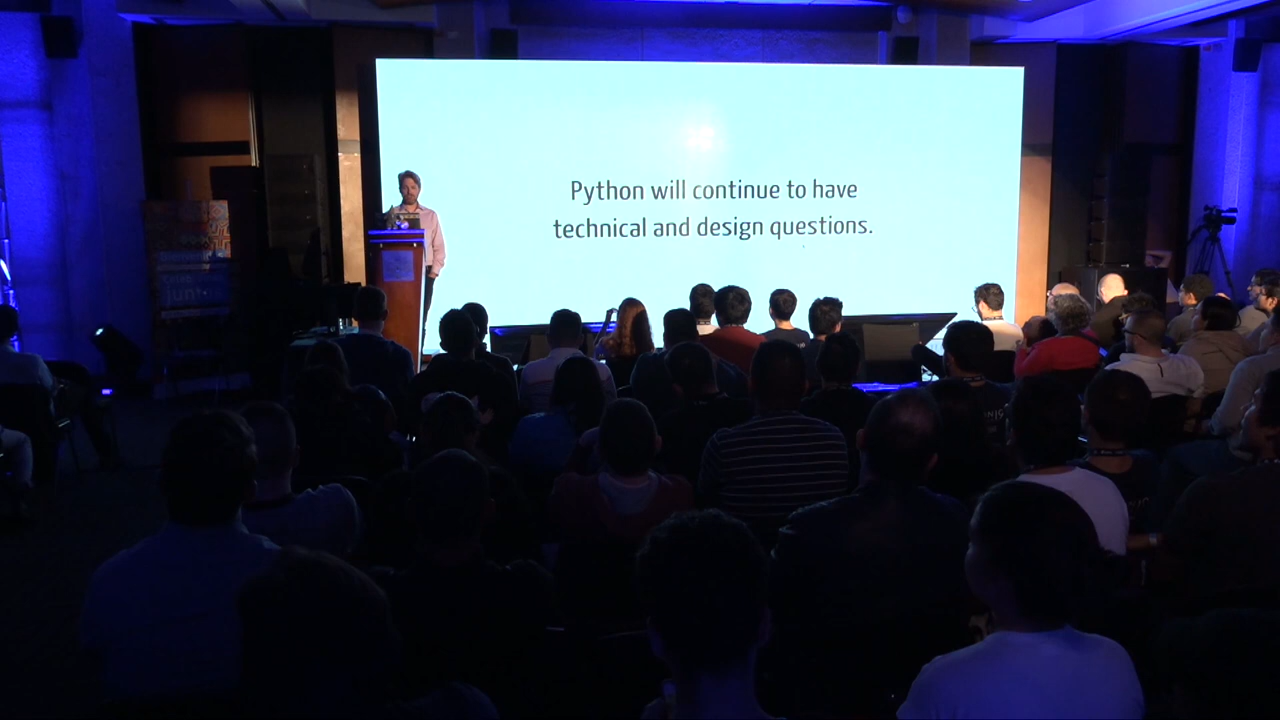 Python will continue to have
technical and design questions.